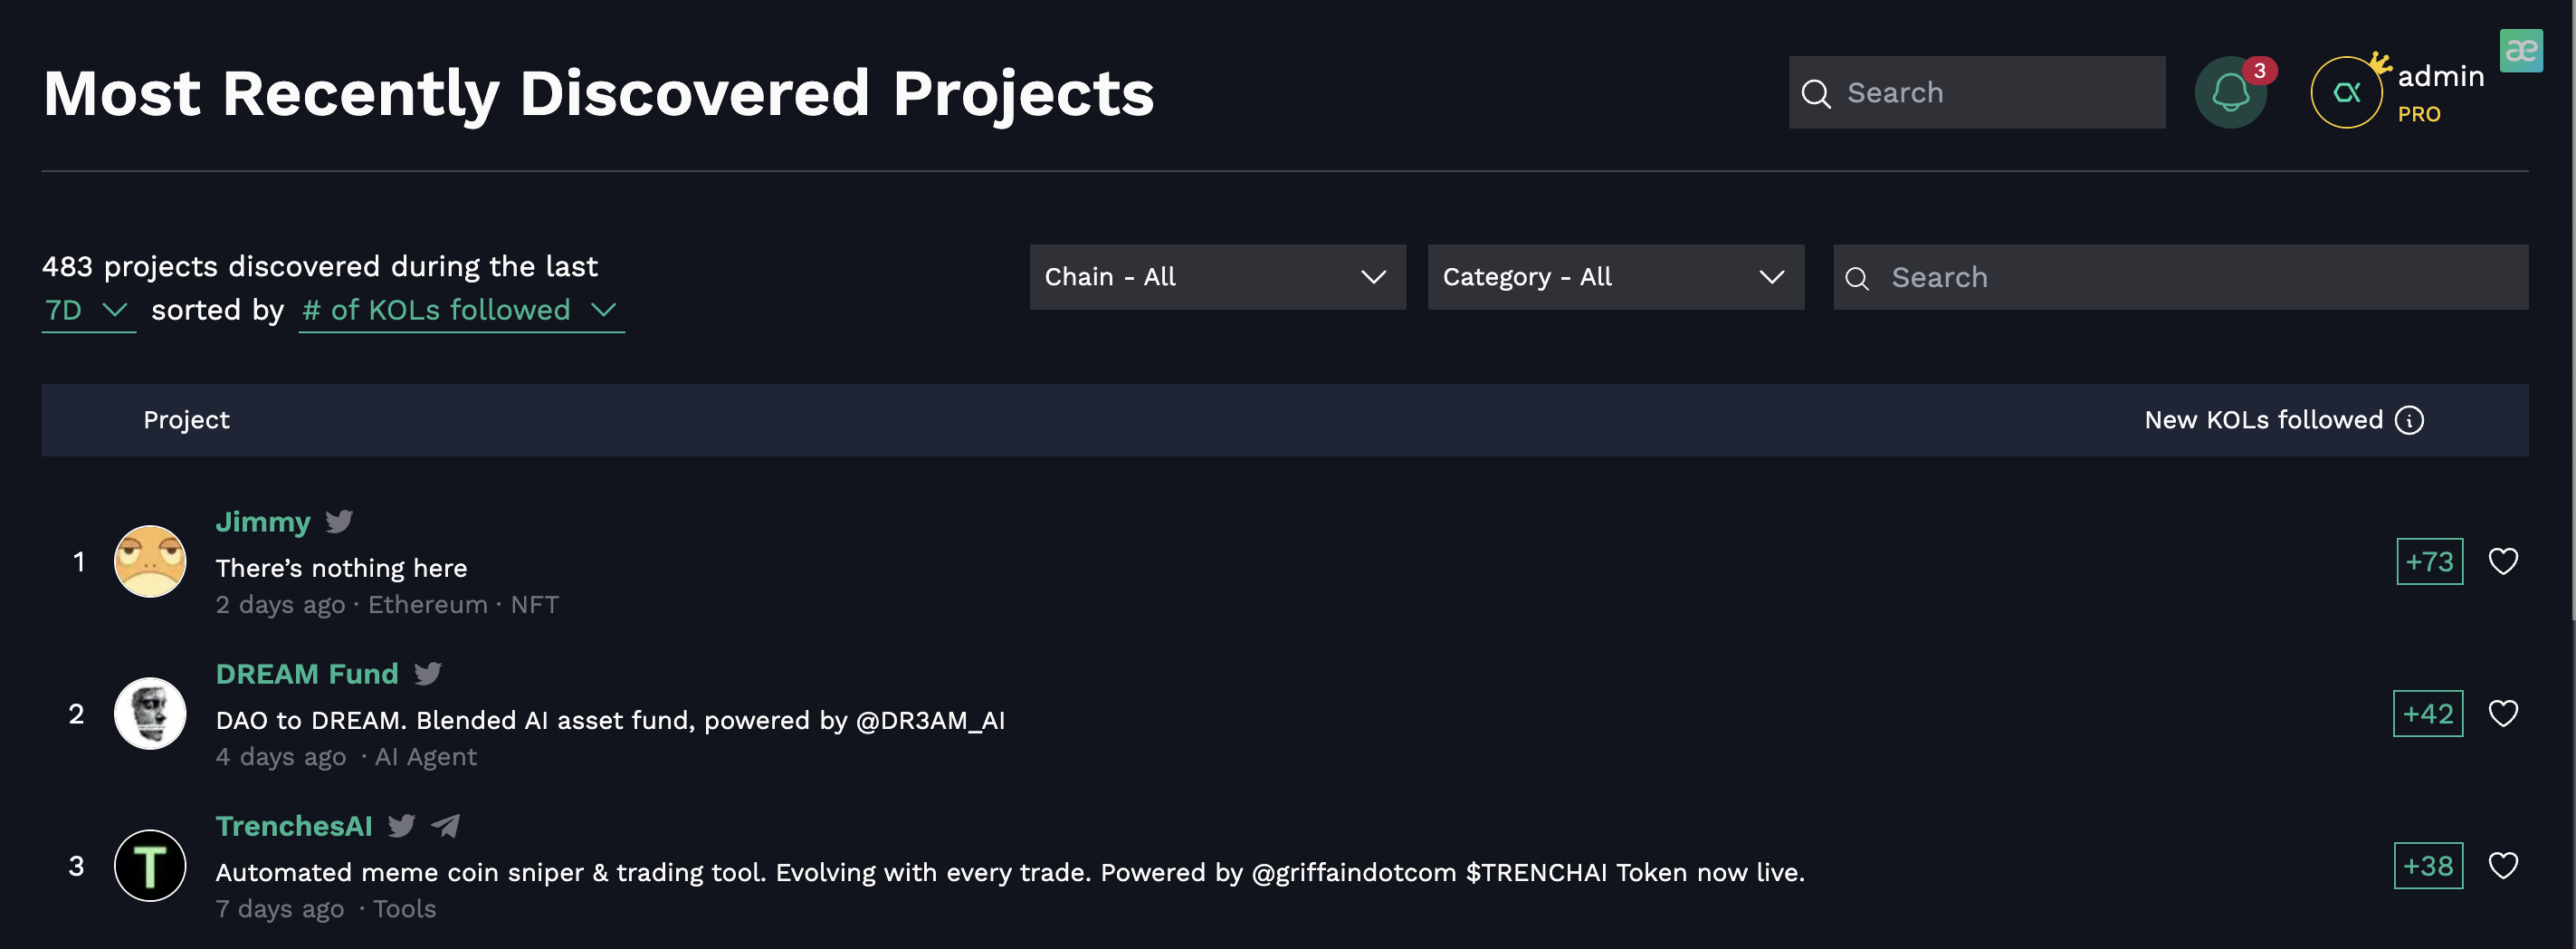 Most Recently Discovered Projects
Search
3
admin
PRO
æ
483 projects discovered during the last
7D sorted by # of KOLs followed
Chain - All
Category - All
Search
Project
New KOLs followed
1
Jimmy
There’s nothing here
2 days ago · Ethereum · NFT
+73
2
DREAM Fund
DAO to DREAM. Blended AI asset fund, powered by @DR3AM_AI
4 days ago · AI Agent
+42
3
T
TrenchesAI
Automated meme coin sniper & trading tool. Evolving with every trade. Powered by @griffaindotcom $TRENCHAI Token now live.
7 days ago · Tools
+38